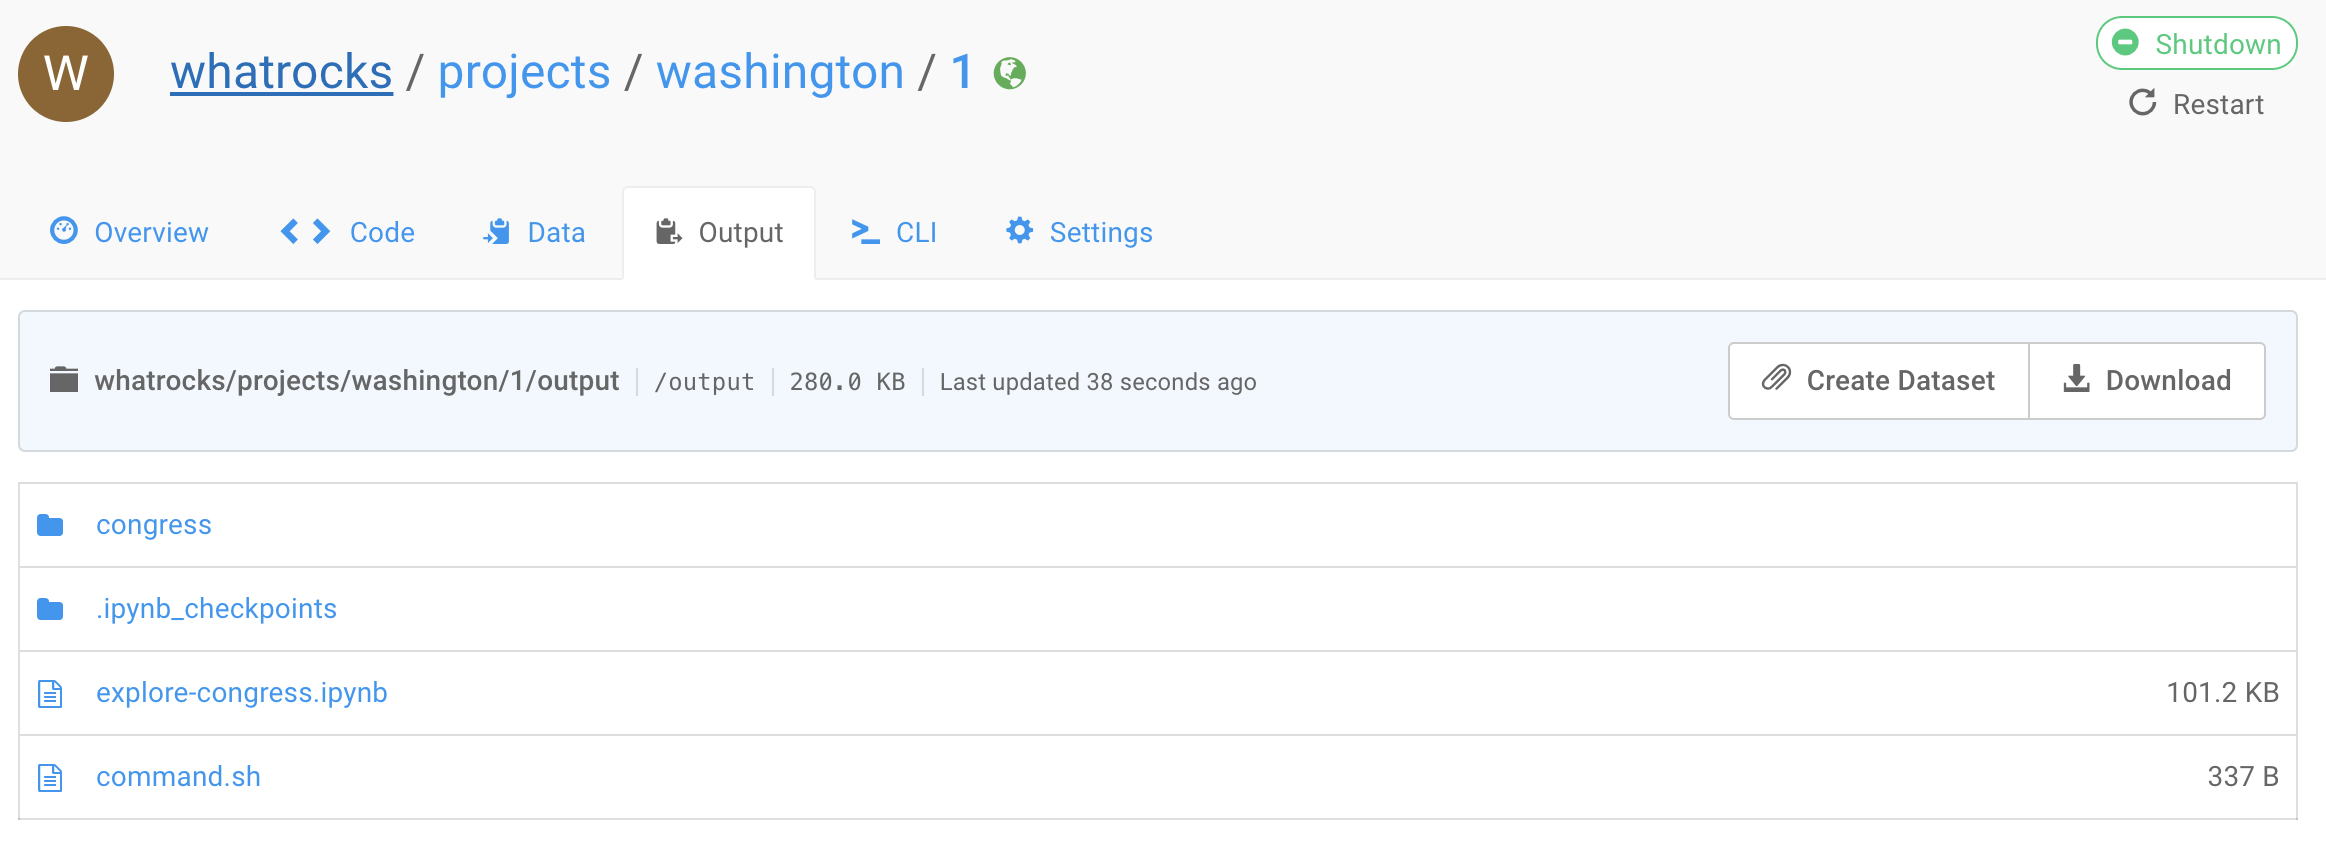 W
whatrocks / projects / washington / 1
Shutdown
Restart
Overview
Code
Data
Output
CLI
Settings
whatrocks/projects/washington/1/output | /output | 280.0 KB | Last updated 38 seconds ago
Create Dataset
Download
congress
.ipynb_checkpoints
explore-congress.ipynb 101.2 KB
command.sh 337 B